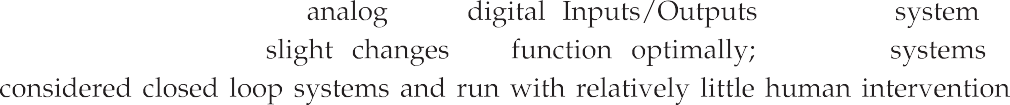 analog digital Inputs/Outputs system
slight changes function optimally; systems
considered closed loop systems and run with relatively little human intervention